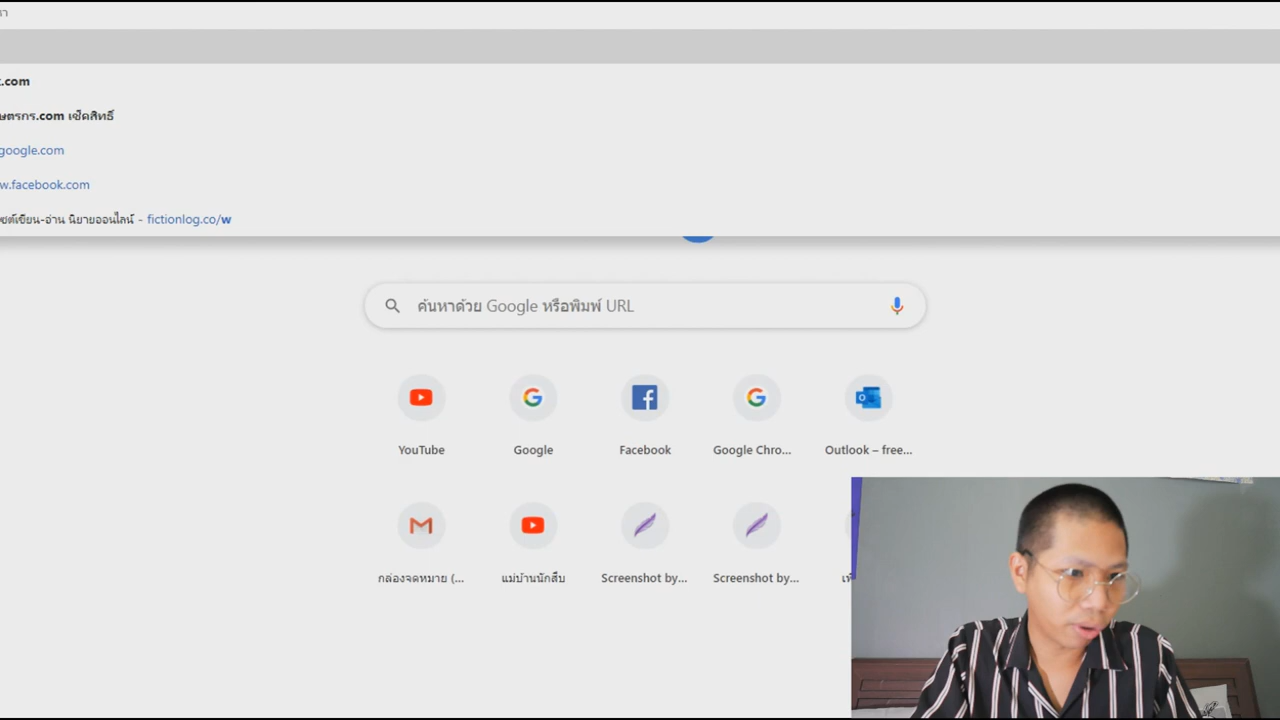 .com
ษตรกร.com เช็คสิทธิ์
google.com
w.facebook.com
ซต์เขียน-อ่าน นิยายออนไลน์ - fictionlog.co/w
ค้นหาด้วย Google หรือพิมพ์ URL
YouTube
Google
Facebook
Google Chro...
Outlook – free...
กล่องจดหมาย (...
แม่บ้านนักสืบ
Screenshot by...
Screenshot by...